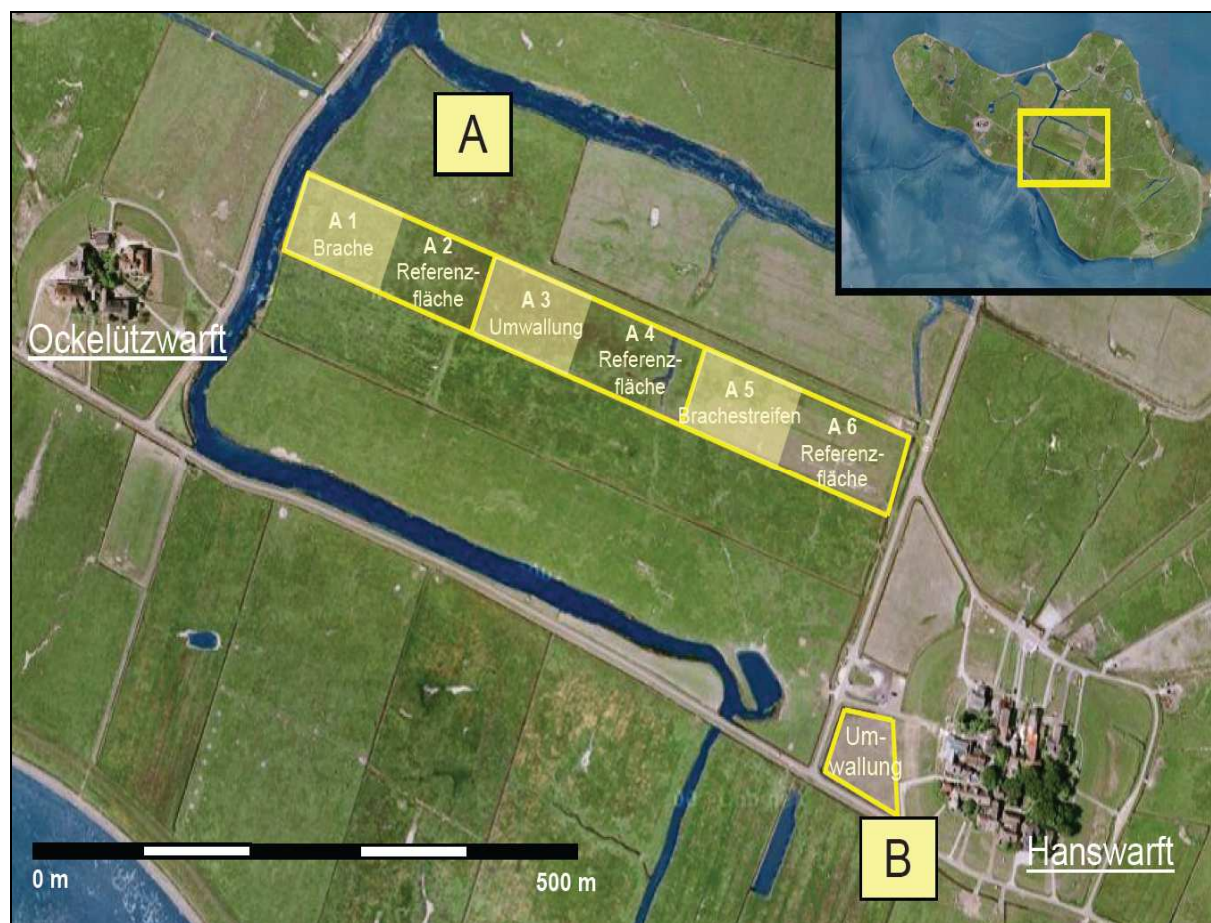 A
A 1
Brache
A 2
Referenz-
fläche
A 3
Umwallung
A 4
Referenz-
fläche
A 5
Brachestreifen
A 6
Referenz-
fläche
Ockelützwarft
Um-
wallung
B
Hanswarft
0 m
500 m